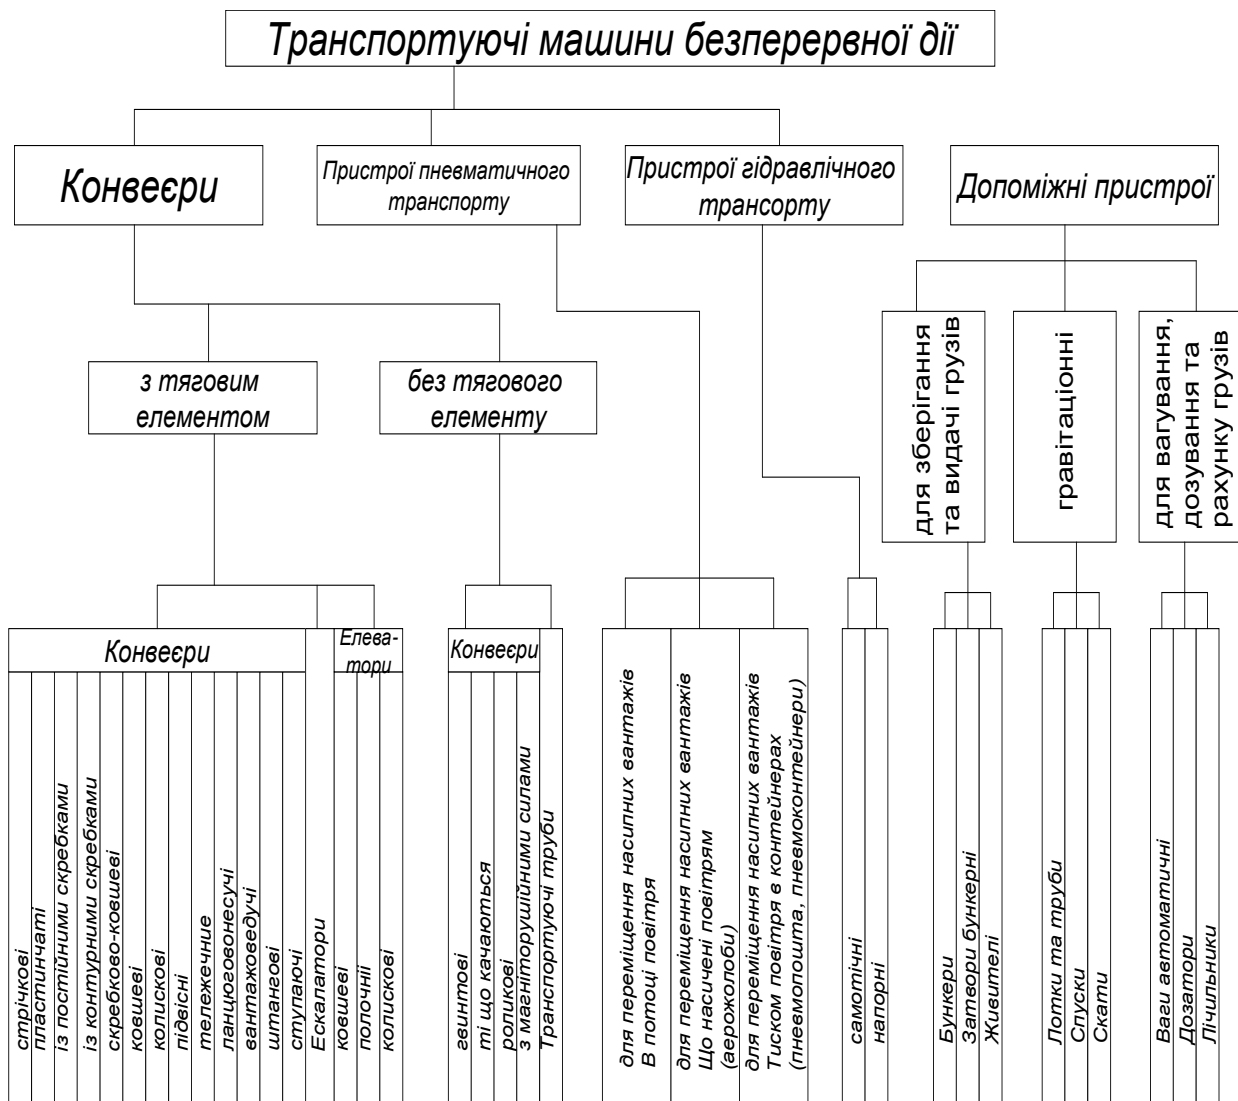 Транспортуючі машини безперервної дії
Конвеєри
Пристрої пневматичного
транспорту
Пристрої гідравлічного
трансорту
Допоміжні пристрої
з тяговим
елементом
без тягового
елементу
для зберігання
та видачі грузів
гравітаціонні
для вагування,
дозування та
рахунку грузів
Конвеєри
Елева-
тори
Конвеєри
стрічкові
пластинчаті
із постійними скребками
із контурними скребками
скребково-ковшеві
ковшеві
колискові
підвісні
тележечние
ланцюговонесучі
вантажоведучі
штангові
ступаючі
Ескалатори
ковшеві
полочніі
колискові
гвинтові
ті що качаються
роликові
з магніторушійними силами
Транспортуючі труби
для переміщення насипних вантажів
В потоці повітря
для переміщення насипних вантажів
Що насичені повітрям
(аерожолоби)
для переміщення насипних вантажів
Тиском повітря в контейнерах
(пневмопошта, пневмоконтейнери)
самотічні
напорні
Бункери
Затвори бункерні
Живителі
Лотки та труби
Спуски
Скати
Ваги автоматичні
Дозатори
Лічильники